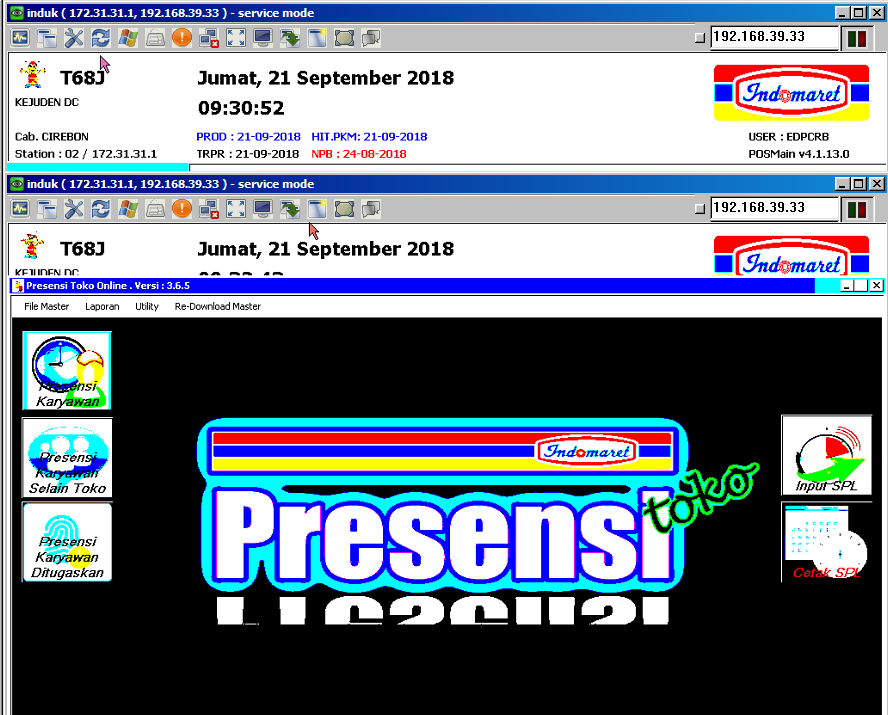 induk ( 172.31.31.1, 192.168.39.33 ) - service mode
192.168.39.33
T68J
Jumat, 21 September 2018
KEJUDEN DC
09:30:52
Indomaret
Cab. CIREBON
PROD : 21-09-2018 HIT.PKM: 21-09-2018
USER : EDPCRB
Station : 02 / 172.31.31.1
TRPR : 21-09-2018 NPB : 24-08-2018
POSMain v4.1.13.0
induk ( 172.31.31.1, 192.168.39.33 ) - service mode
192.168.39.33
T68J
Jumat, 21 September 2018
Indomaret
KEJUDEN DC
Presensi Toko Online . Versi : 3.6.5
File Master Laporan Utility Re-Download Master
Presensi
Karyawan
Presensi
Karyawan
Selain Toko
Presensi
Karyawan
Ditugaskan
Indomaret
Presensi
toko
Input SPL
Cetak SPL